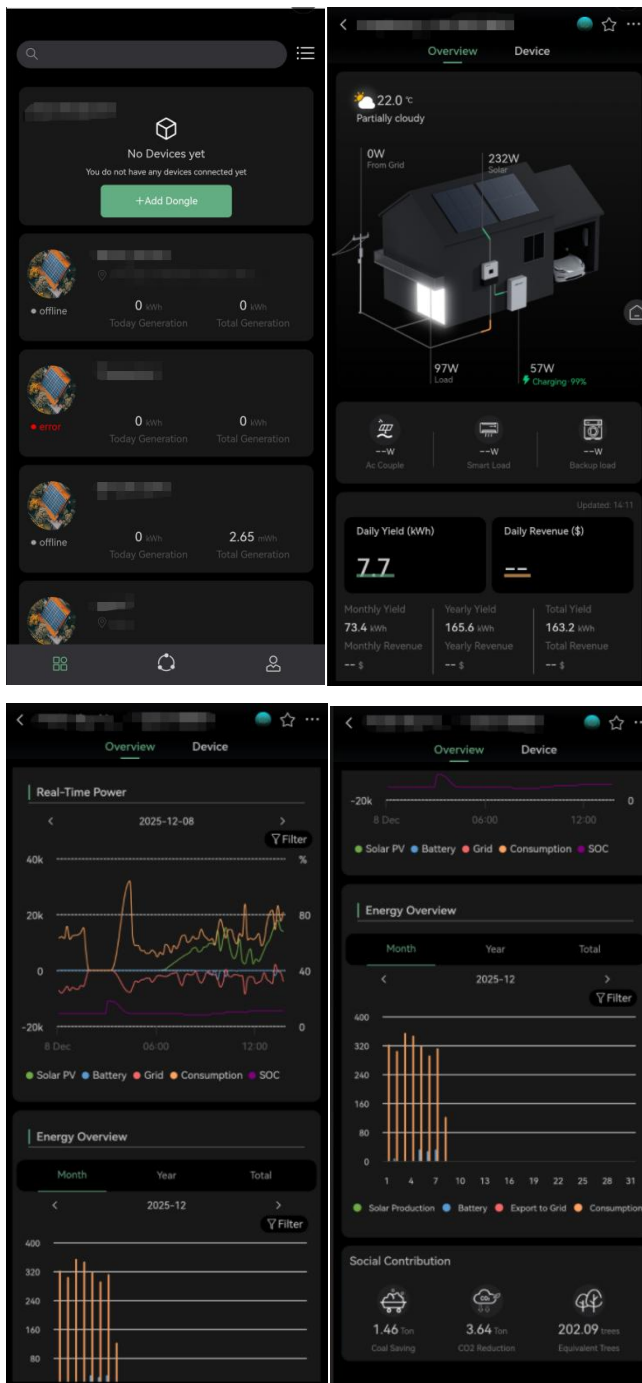 No Devices yet
You do not have any devices connected yet
+Add Dongle
offline
0 kWh
Today Generation
0 kWh
Total Generation
error
0 kWh
Today Generation
0 kWh
Total Generation
offline
0 kWh
Today Generation
2.65 mWh
Total Generation
Overview
Device
22.0 ℃
Partially cloudy
0W
From Grid
232W
Solar
97W
Load
57W
Charging·99%
--W
Ac Couple
--W
Smart Load
--W
Backup load
Updated: 14:11
Daily Yield (kWh)
7.7
Daily Revenue ($)
--
Monthly Yield
73.4 kWh
Monthly Revenue
-- $
Yearly Yield
165.6 kWh
Yearly Revenue
-- $
Total Yield
163.2 kWh
Total Revenue
-- $
Overview
Device
Real-Time Power
2025-12-08
Filter
40k
%
20k
80
0
40
-20k
0
8 Dec
06:00
12:00
Solar PV
Battery
Grid
Consumption
SOC
Energy Overview
Month
Year
Total
2025-12
Filter
400
320
240
160
80
Overview
Device
-20k
0
8 Dec
06:00
12:00
Solar PV
Battery
Grid
Consumption
SOC
Energy Overview
Month
Year
Total
2025-12
Filter
400
320
240
160
80
0
1 4 7 10 13 16 19 22 25 28 31
Solar Production
Battery
Export to Grid
Consumption
Social Contribution
1.46 Ton
Coal Saving
3.64 Ton
CO2 Reduction
202.09 trees
Equivalent Trees